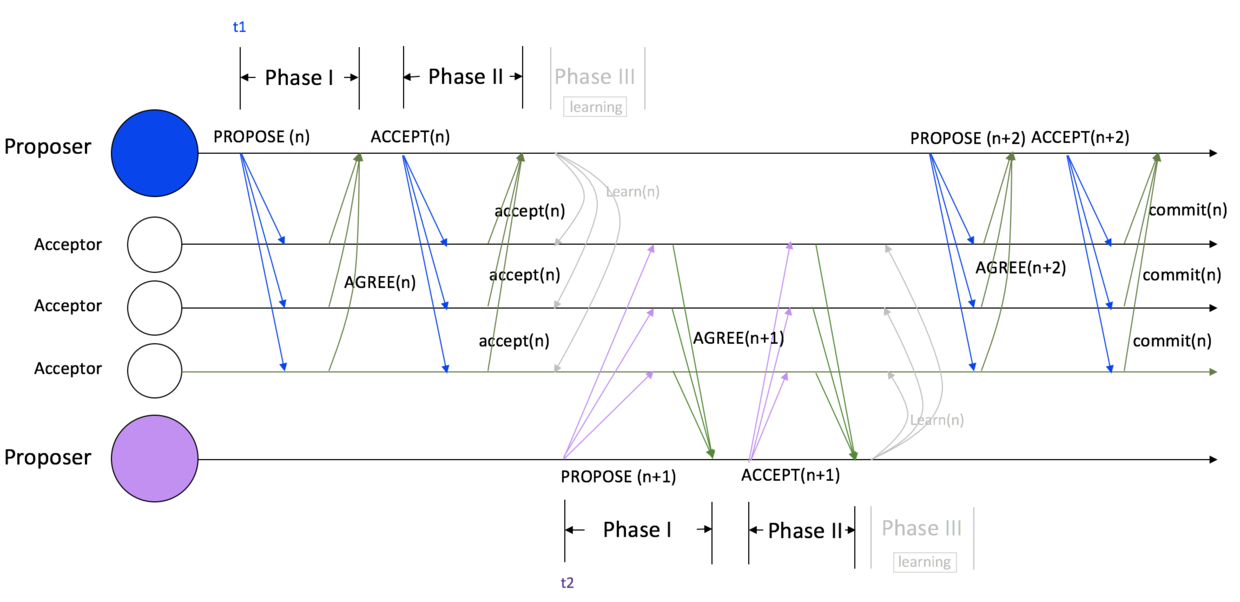 t1
Phase I
Phase II
Phase III
learning
PROPOSE (n)
ACCEPT(n)
PROPOSE (n+2)
ACCEPT(n+2)
Proposer
Learn(n)
accept(n)
commit(n)
Acceptor
AGREE(n)
accept(n)
AGREE(n+2)
commit(n)
Acceptor
accept(n)
AGREE(n+1)
commit(n)
Acceptor
Learn(n)
Proposer
PROPOSE (n+1)
ACCEPT(n+1)
Phase I
Phase II
Phase III
learning
t2